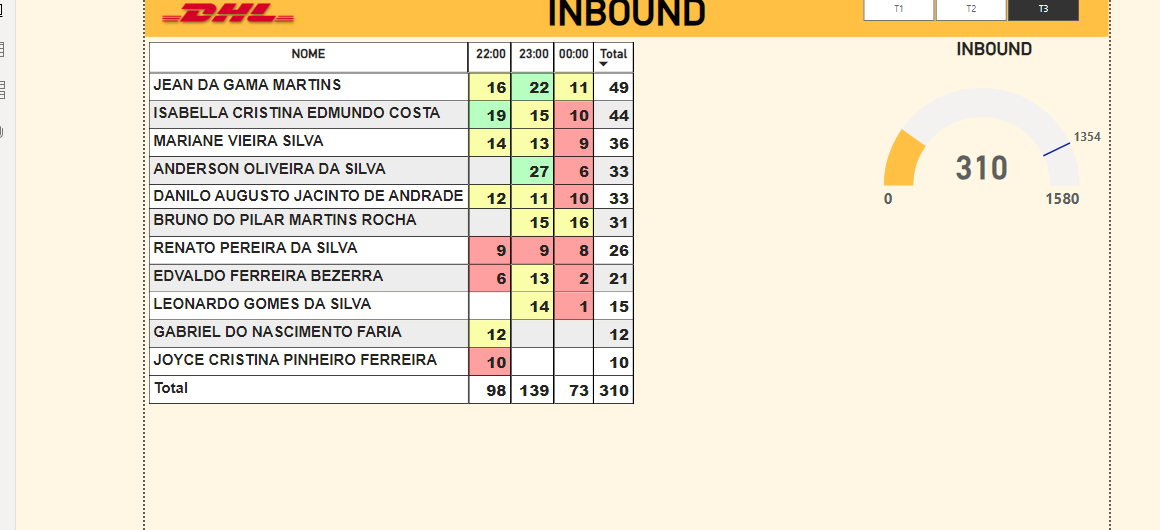 DHL
INBOUND
T1 T2 T3
NOME 22:00 23:00 00:00 Total
JEAN DA GAMA MARTINS 16 22 11 49
ISABELLA CRISTINA EDMUNDO COSTA 19 15 10 44
MARIANE VIEIRA SILVA 14 13 9 36
ANDERSON OLIVEIRA DA SILVA 27 6 33
DANILO AUGUSTO JACINTO DE ANDRADE 12 11 10 33
BRUNO DO PILAR MARTINS ROCHA 15 16 31
RENATO PEREIRA DA SILVA 9 9 8 26
EDVALDO FERREIRA BEZERRA 6 13 2 21
LEONARDO GOMES DA SILVA 14 1 15
GABRIEL DO NASCIMENTO FARIA 12 12
JOYCE CRISTINA PINHEIRO FERREIRA 10 10
Total 98 139 73 310
INBOUND
1354
310
0 1580